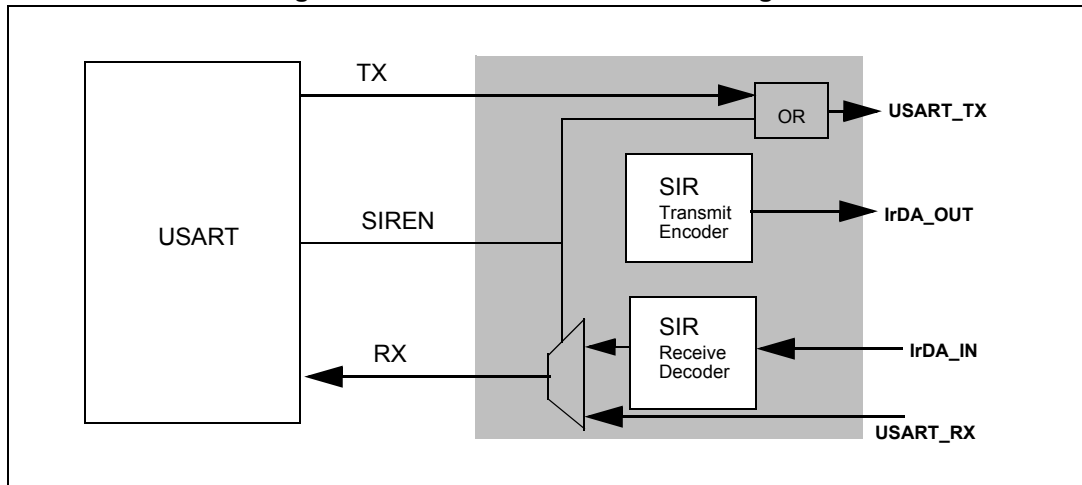 TX
OR
USART_TX
SIR
Transmit
Encoder
IrDA_OUT
USART
SIREN
SIR
Receive
Decoder
IrDA_IN
RX
USART_RX